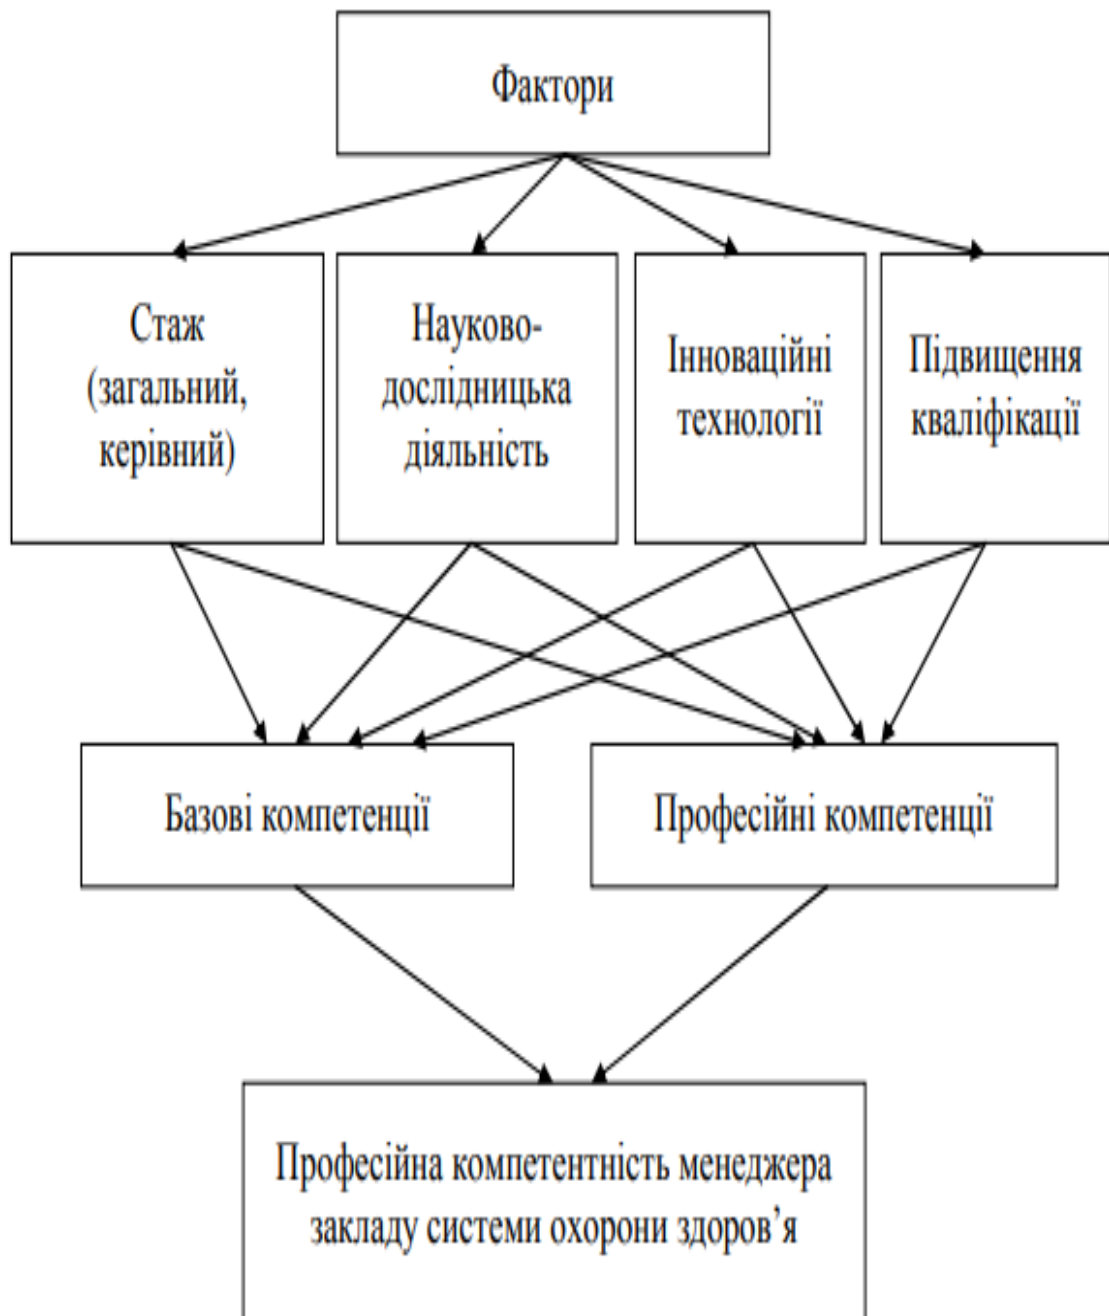 Фактори
Стаж
(загальний,
керівний)
Науково-
дослідницька
діяльність
Інноваційні
технології
Підвищення
кваліфікації
Базові компетенції
Професійні компетенції
Професійна компетентність менеджера
закладу системи охорони здоров’я